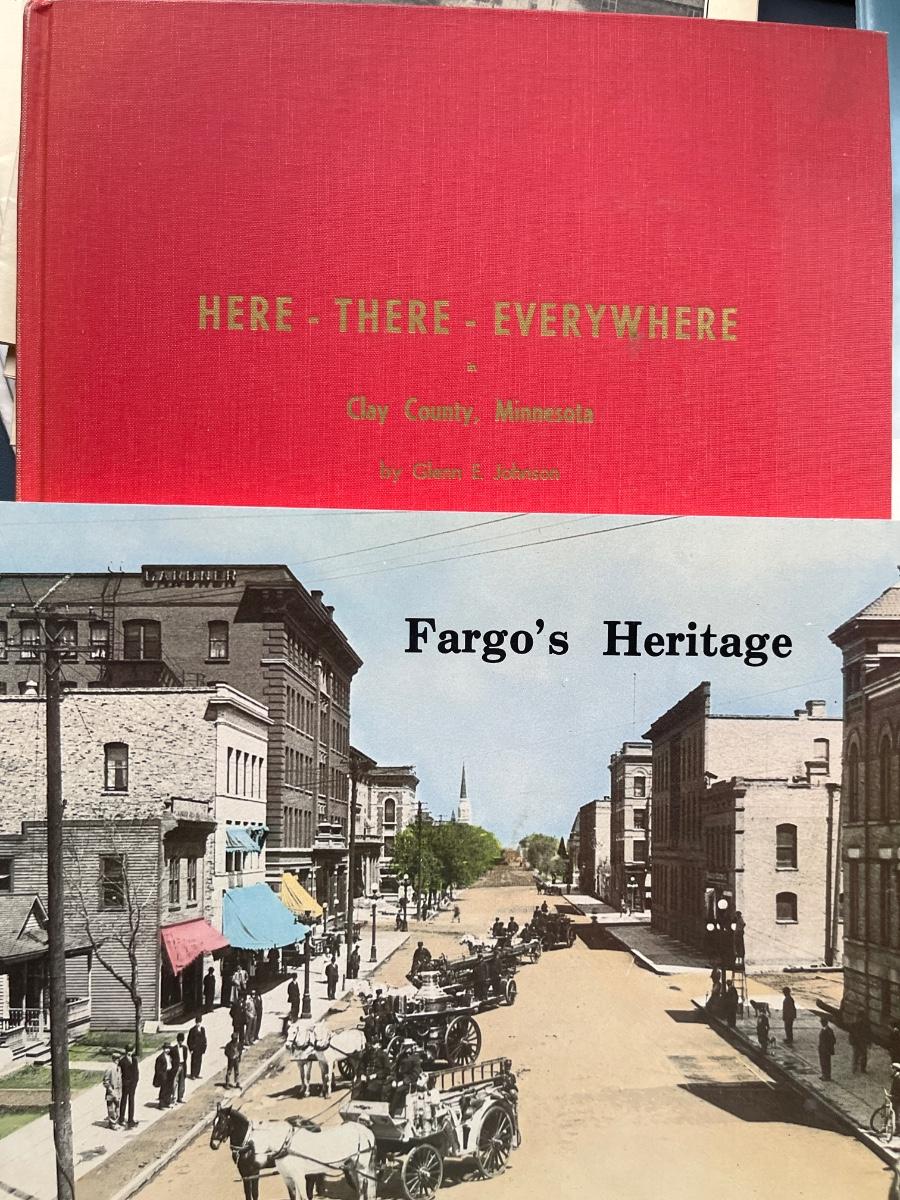 HERE - THERE - EVERYWHERE
in
Clay County, Minnesota
by Glenn E. Johnson
GARDNER
Fargo's Heritage